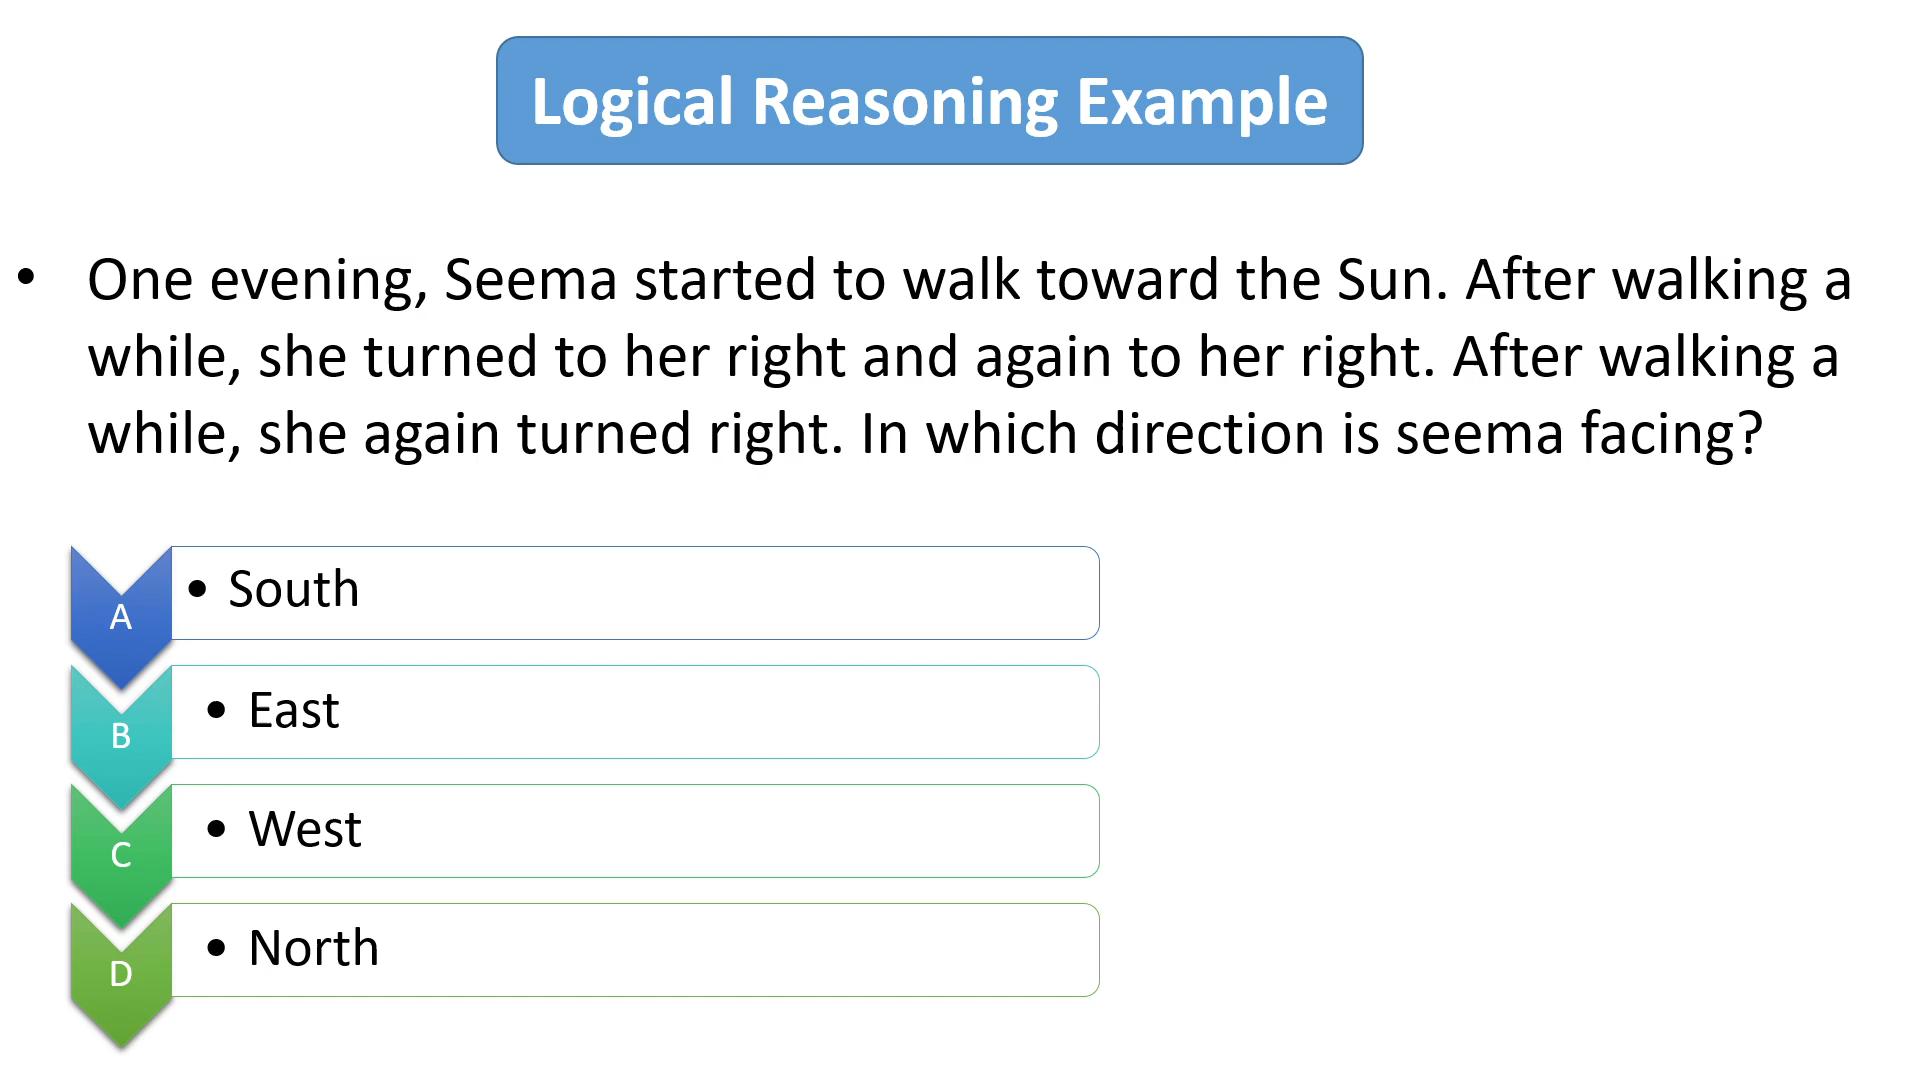 Logical Reasoning Example
• One evening, Seema started to walk toward the Sun. After walking a
while, she turned to her right and again to her right. After walking a
while, she again turned right. In which direction is seema facing?
A • South
B • East
C • West
D • North